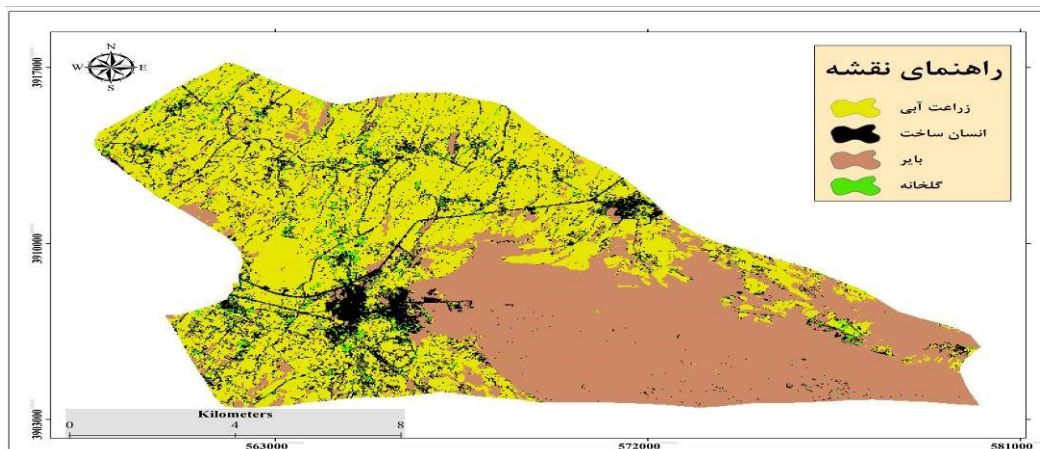 N
W E
S
راهنمای نقشه
زراعت آبی
انسان ساخت
بایر
گلخانه
3917000
3910000
3903000
Kilometers
0 4 8
563000 572000 581000